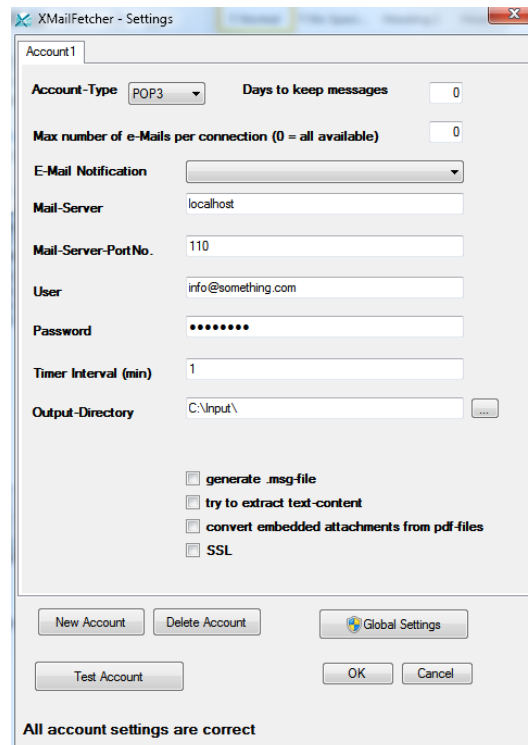 XMailFetcher - Settings
Account1
Account-Type POP3 Days to keep messages 0
Max number of e-Mails per connection (0 = all available) 0
E-Mail Notification
Mail-Server localhost
Mail-Server-PortNo. 110
User info@something.com
Password ●●●●●●●●
Timer Interval (min) 1
Output-Directory C:\Input\ ...
generate .msg-file
try to extract text-content
convert embedded attachments from pdf-files
SSL
New Account Delete Account Global Settings
Test Account OK Cancel
All account settings are correct